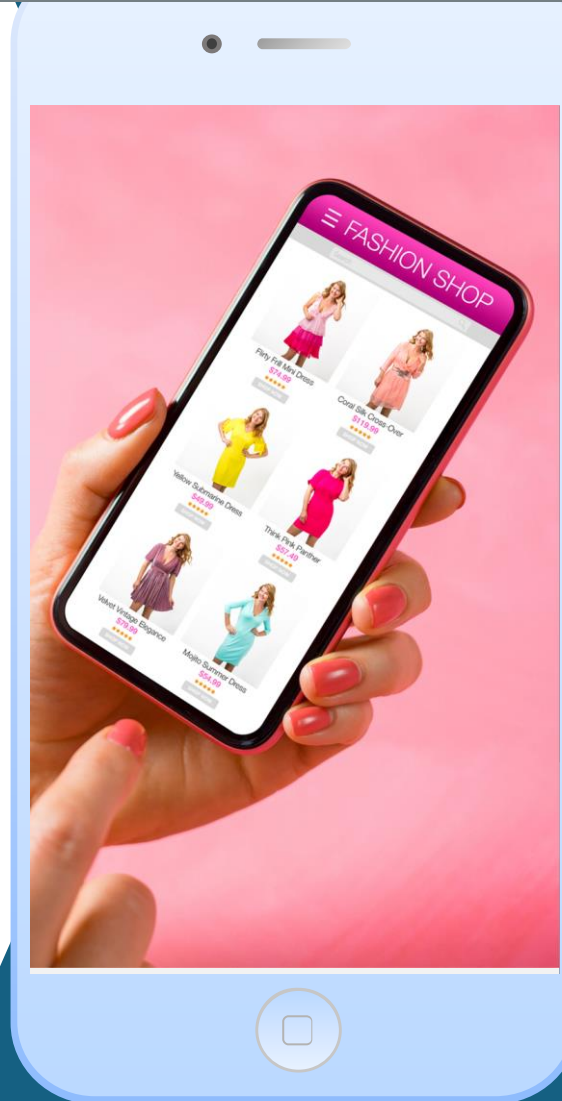 FASHION SHOP
Flirty Frill Mini Dress
$74.99
Coral Silk Cross-Over
$119.99
Yellow Submarine Dress
$49.99
Think Pink Panther
$57.49
Velvet Vintage Elegance
$79.99
Mojito Summer Dress
$54.99